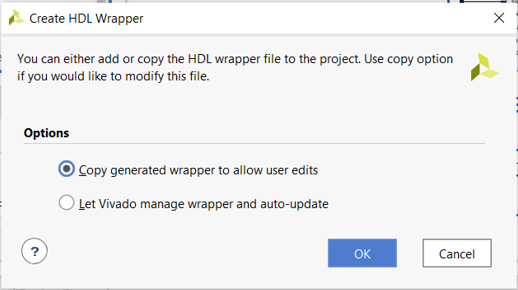 Create HDL Wrapper
You can either add or copy the HDL wrapper file to the project. Use copy option
if you would like to modify this file.
Options
Copy generated wrapper to allow user edits
Let Vivado manage wrapper and auto-update
?
OK
Cancel